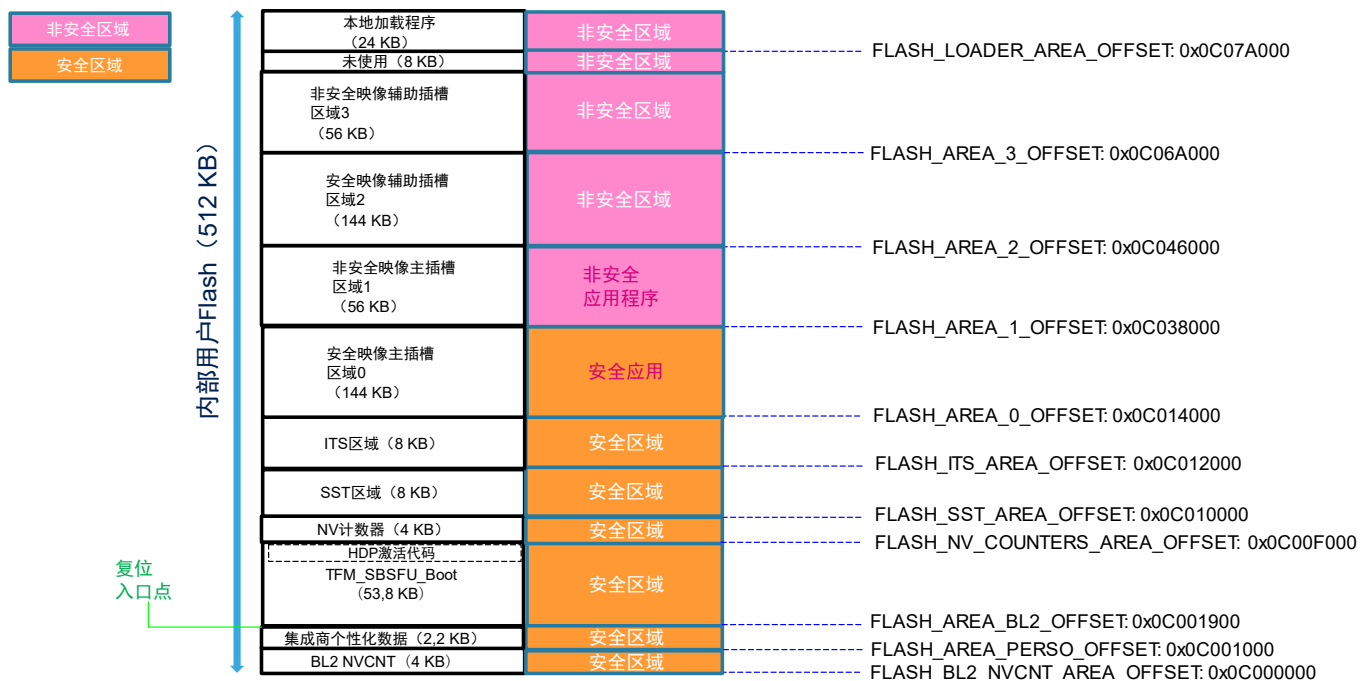 非安全区域
安全区域
内部用户Flash（512 KB）
本地加载程序
（24 KB）
非安全区域
FLASH_LOADER_AREA_OFFSET: 0x0C07A000
未使用（8 KB）
非安全区域
非安全映像辅助插槽
区域3
（56 KB）
非安全区域
FLASH_AREA_3_OFFSET: 0x0C06A000
安全映像辅助插槽
区域2
（144 KB）
非安全区域
FLASH_AREA_2_OFFSET: 0x0C046000
非安全映像主插槽
区域1
（56 KB）
非安全
应用程序
FLASH_AREA_1_OFFSET: 0x0C038000
安全映像主插槽
区域0
（144 KB）
安全应用
FLASH_AREA_0_OFFSET: 0x0C014000
ITS区域（8 KB）
安全区域
FLASH_ITS_AREA_OFFSET: 0x0C012000
SST区域（8 KB）
安全区域
FLASH_SST_AREA_OFFSET: 0x0C010000
NV计数器（4 KB）
安全区域
FLASH_NV_COUNTERS_AREA_OFFSET: 0x0C00F000
HDP激活代码
TFM_SBSFU_Boot
（53,8 KB）
安全区域
复位
入口点
FLASH_AREA_BL2_OFFSET: 0x0C001900
集成商个性化数据（2,2 KB）
安全区域
FLASH_AREA_PERSO_OFFSET: 0x0C001000
BL2 NVCNT（4 KB）
安全区域
FLASH_BL2_NVCNT_AREA_OFFSET: 0x0C000000